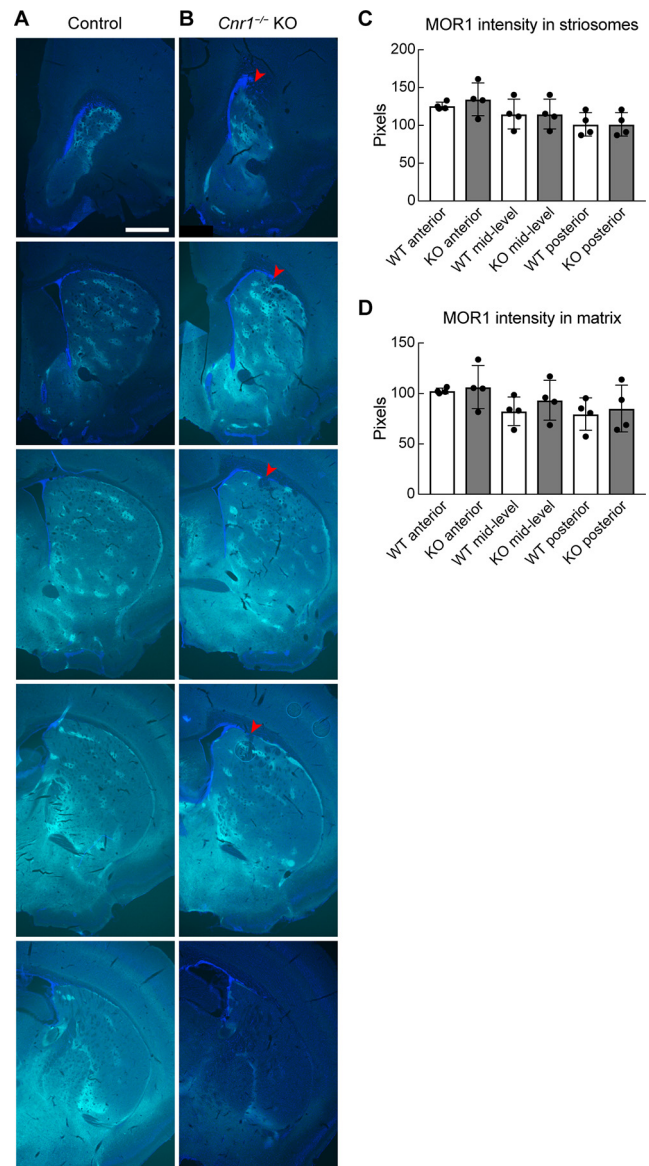 A
Control
B
Cnr1–/– KO
C
MOR1 intensity in striosomes
Pixels
200
150
100
50
0
WT anterior
KO anterior
WT mid-level
KO mid-level
WT posterior
KO posterior
D
MOR1 intensity in matrix
Pixels
150
100
50
0
WT anterior
KO anterior
WT mid-level
KO mid-level
WT posterior
KO posterior